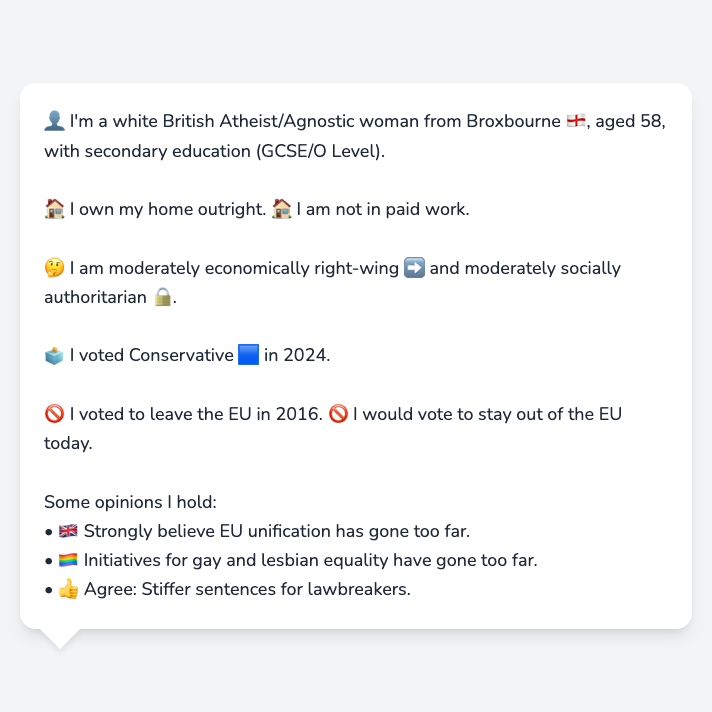 👤 I'm a white British Atheist/Agnostic woman from Broxbourne 🏴󠁧󠁢󠁥󠁮󠁧󠁿, aged 58,
with secondary education (GCSE/O Level).
🏠 I own my home outright. 🏠 I am not in paid work.
🤔 I am moderately economically right-wing ➡️ and moderately socially
authoritarian 🔒.
🗳️ I voted Conservative 🟦 in 2024.
🚫 I voted to leave the EU in 2016. 🚫 I would vote to stay out of the EU
today.
Some opinions I hold:
• 🇬🇧 Strongly believe EU unification has gone too far.
• 🏳️‍🌈 Initiatives for gay and lesbian equality have gone too far.
• 👍 Agree: Stiffer sentences for lawbreakers.